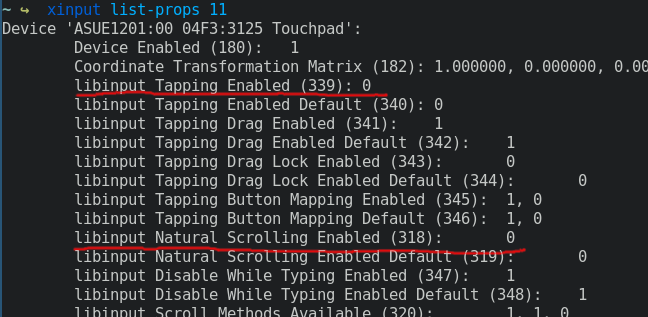 ~ ↪ xinput list-props 11
Device 'ASUE1201:00 04F3:3125 Touchpad':
Device Enabled (180): 1
Coordinate Transformation Matrix (182): 1.000000, 0.000000, 0.00
libinput Tapping Enabled (339): 0
libinput Tapping Enabled Default (340): 0
libinput Tapping Drag Enabled (341): 1
libinput Tapping Drag Enabled Default (342): 1
libinput Tapping Drag Lock Enabled (343): 0
libinput Tapping Drag Lock Enabled Default (344): 0
libinput Tapping Button Mapping Enabled (345): 1, 0
libinput Tapping Button Mapping Default (346): 1, 0
libinput Natural Scrolling Enabled (318): 0
libinput Natural Scrolling Enabled Default (319): 0
libinput Disable While Typing Enabled (347): 1
libinput Disable While Typing Enabled Default (348): 1
libinput Scroll Methods Available (320): 1, 1, 0